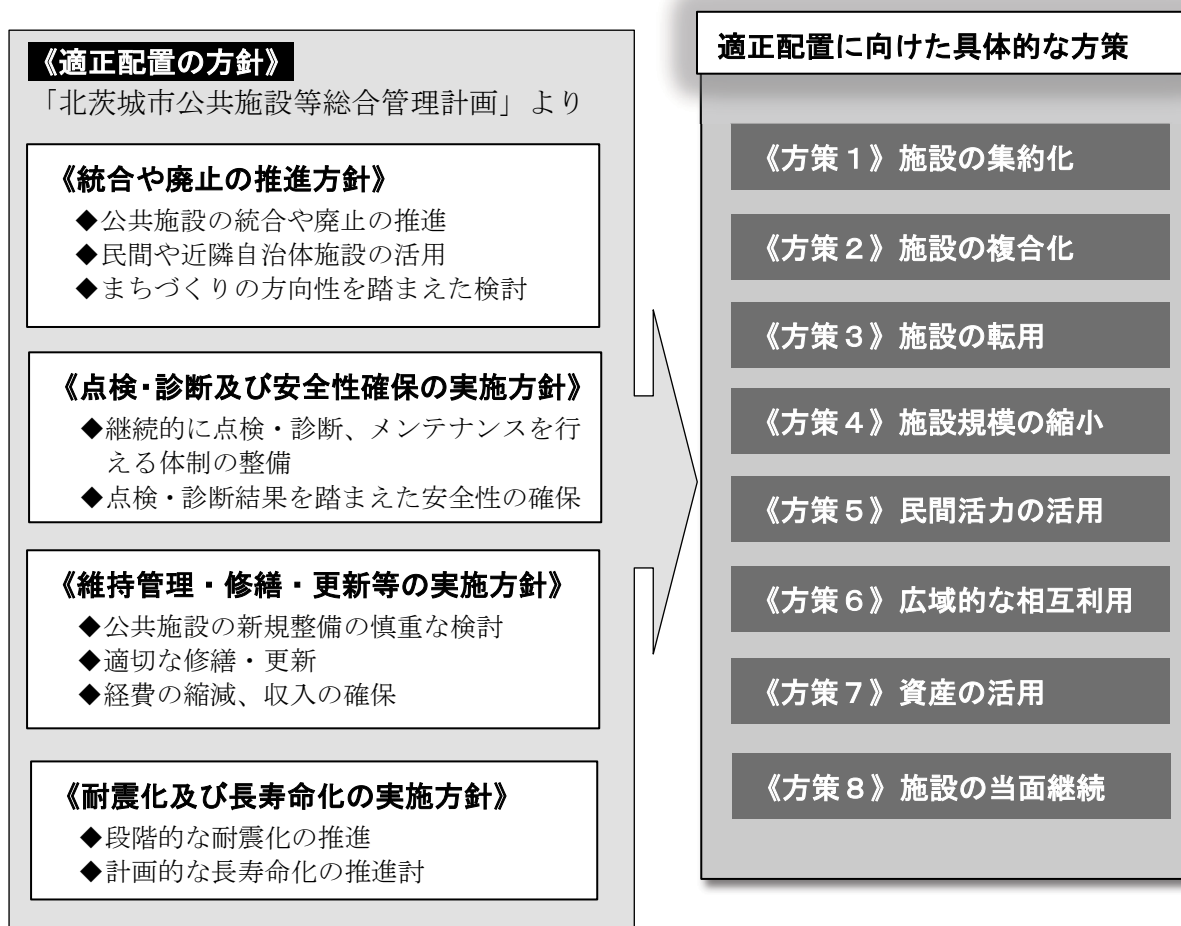 《適正配置の方針》
「北茨城市公共施設等総合管理計画」より
《統合や廃止の推進方針》
◆公共施設の統合や廃止の推進
◆民間や近隣自治体施設の活用
◆まちづくりの方向性を踏まえた検討
《点検・診断及び安全性確保の実施方針》
◆継続的に点検・診断、メンテナンスを行
える体制の整備
◆点検・診断結果を踏まえた安全性の確保
《維持管理・修繕・更新等の実施方針》
◆公共施設の新規整備の慎重な検討
◆適切な修繕・更新
◆経費の縮減、収入の確保
《耐震化及び長寿命化の実施方針》
◆段階的な耐震化の推進
◆計画的な長寿命化の推進討
適正配置に向けた具体的な方策
《方策１》施設の集約化
《方策２》施設の複合化
《方策３》施設の転用
《方策４》施設規模の縮小
《方策５》民間活力の活用
《方策６》広域的な相互利用
《方策７》資産の活用
《方策８》施設の当面継続